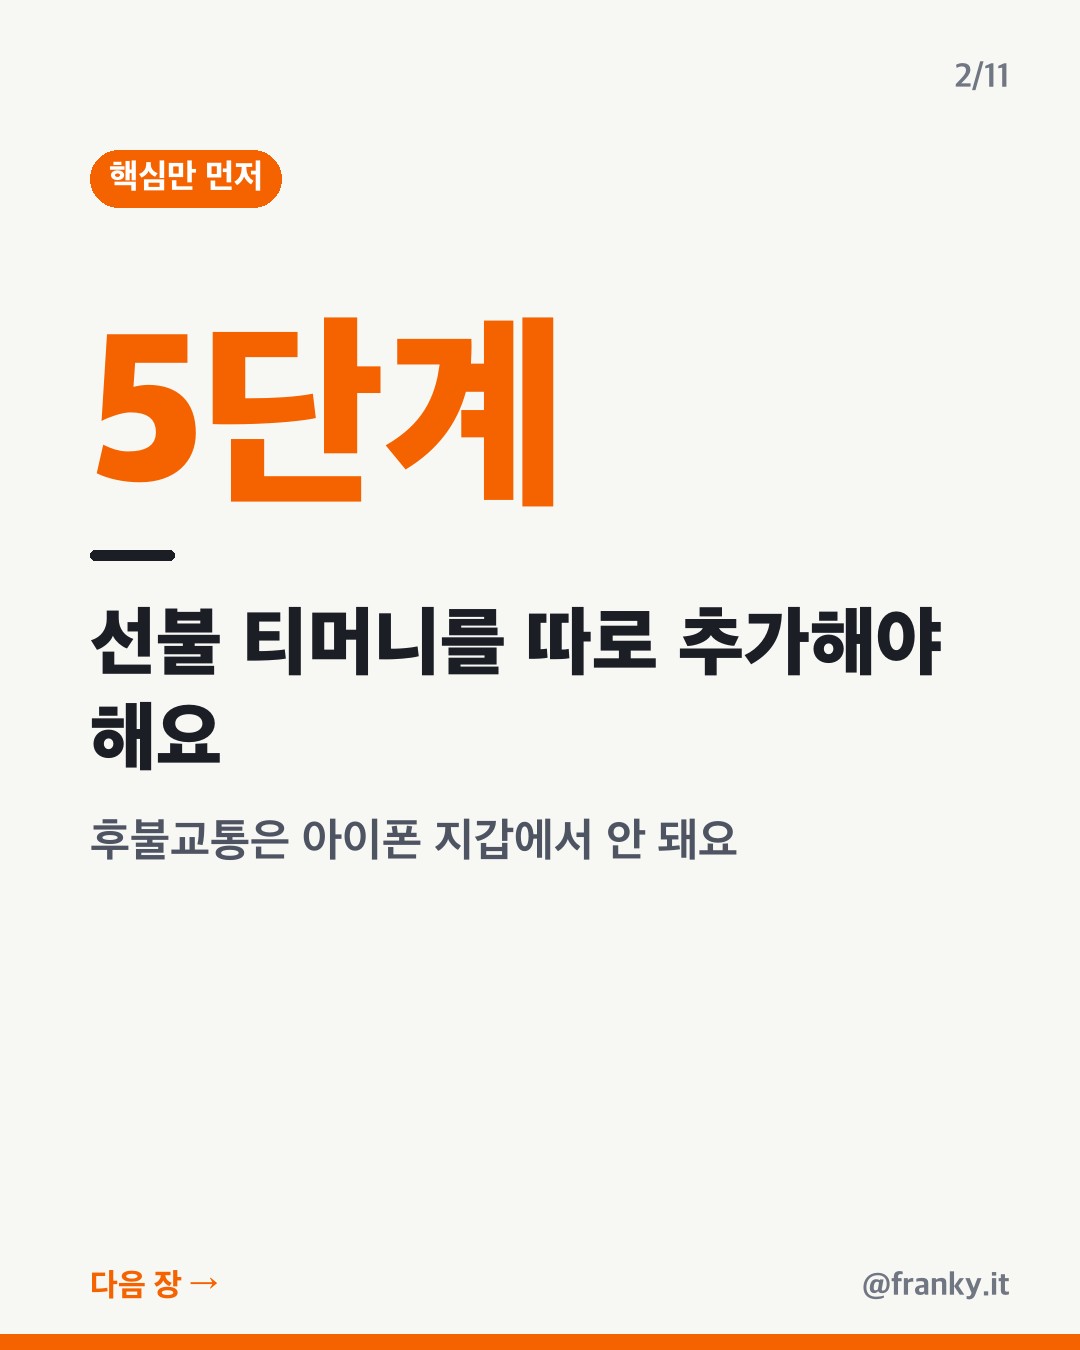 2/11
핵심만 먼저
5단계
선불 티머니를 따로 추가해야
해요
후불교통은 아이폰 지갑에서 안 돼요
다음 장 →
@franky.it